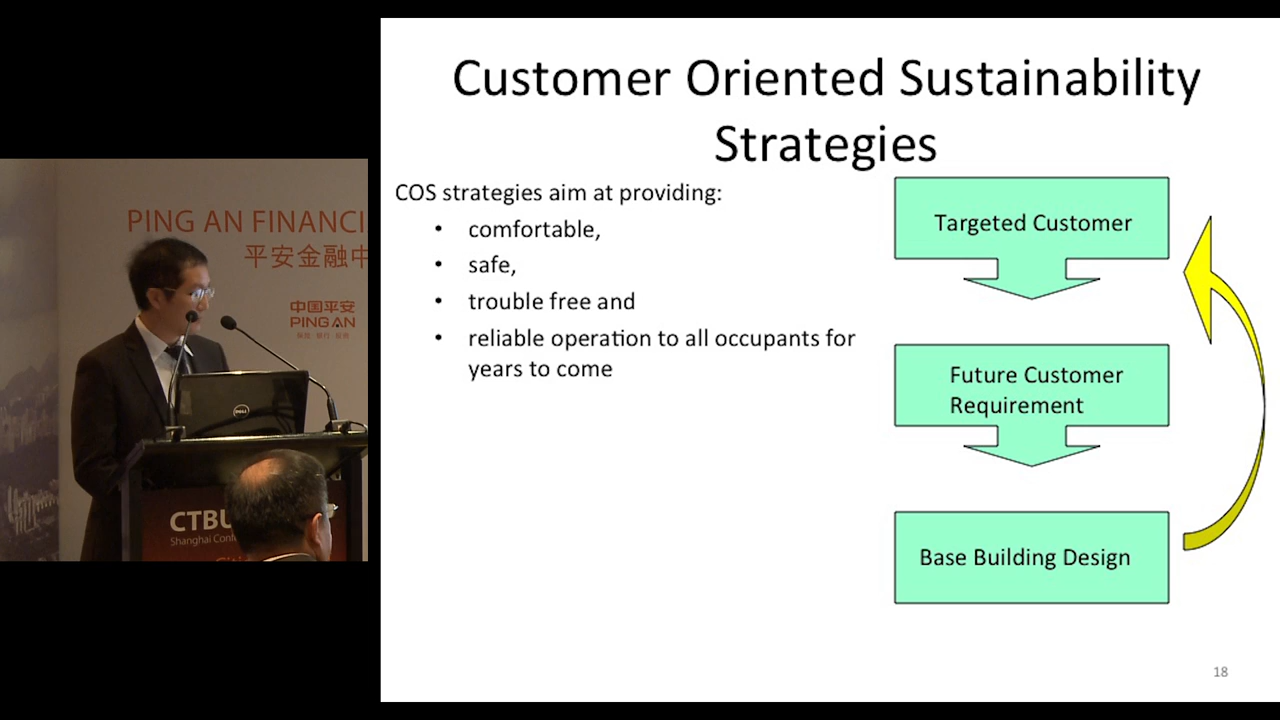 Customer Oriented Sustainability
Strategies
COS strategies aim at providing:
• comfortable,
• safe,
• trouble free and
• reliable operation to all occupants for
years to come
Targeted Customer
Future Customer
Requirement
Base Building Design
18
PING AN FINANCI
平安金融中
中国平安
PING AN
DELL
CTBU
Shanghai Conf